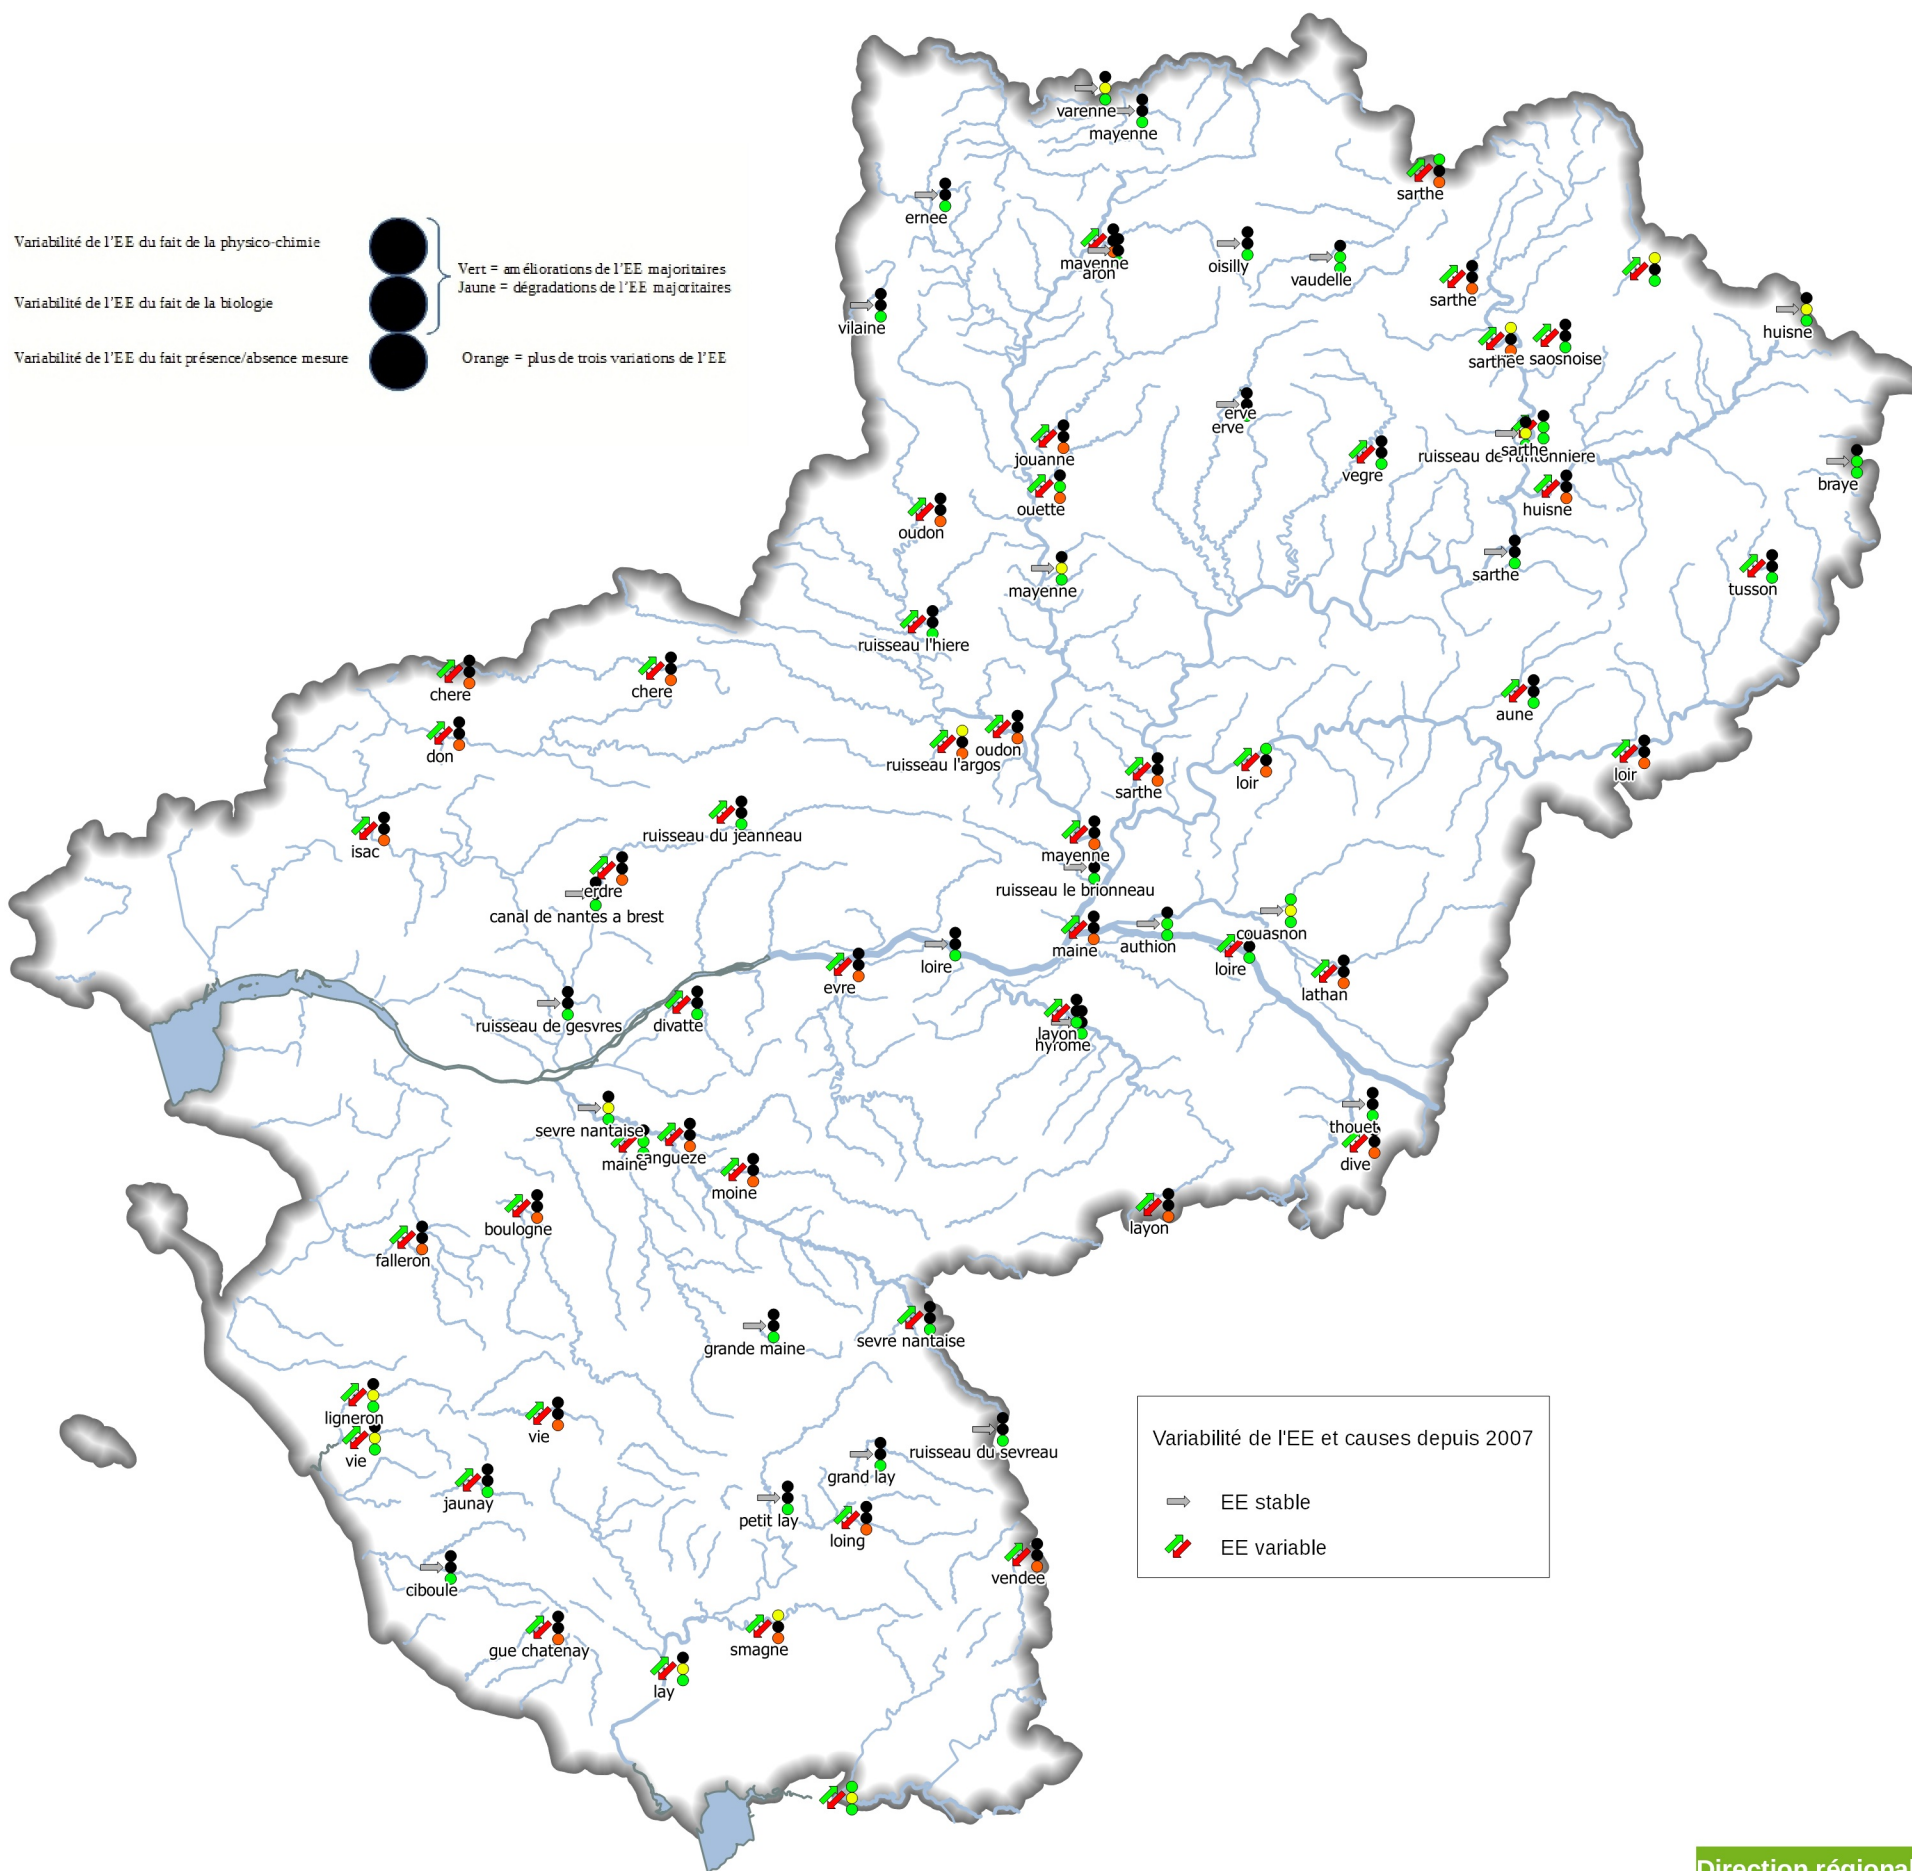 varenne
mayenne
sarthe
ernee
Variabilité de l'EE du fait de la physico-chimie
Vert = améliorations de l'EE majoritaires
Jaune = dégradations de l'EE majoritaires
Variabilité de l'EE du fait de la biologie
Variabilité de l'EE du fait présence/absence mesure
Orange = plus de trois variations de l'EE
mayenne
aron
oisilly
vaudelle
sarthe
vilaine
huisne
sarthe
saosnoise
erve
erve
jouanne
sarthe
ruisseau de
vegre
braye
ouette
huisne
oudon
sarthe
mayenne
tusson
ruisseau l'hiere
chere
chere
aune
don
oudon
ruisseau l'argos
loir
loir
sarthe
ruisseau du jeanneau
isac
mayenne
erdre
ruisseau le brionneau
canal de nantes a brest
couasnon
authion
maine
loire
loire
evre
lathan
ruisseau de gesvres
divatte
layon
hyrome
thouet
sevre nantaise
maine
sangueze
dive
moine
boulogne
layon
falleron
grande maine
sevre nantaise
ligneron
vie
vie
ruisseau du sevreau
Variabilité de l'EE et causes depuis 2007
grand lay
jaunay
EE stable
petit lay
loing
EE variable
vendee
ciboule
gue chatenay
smagne
lay
Direction régional